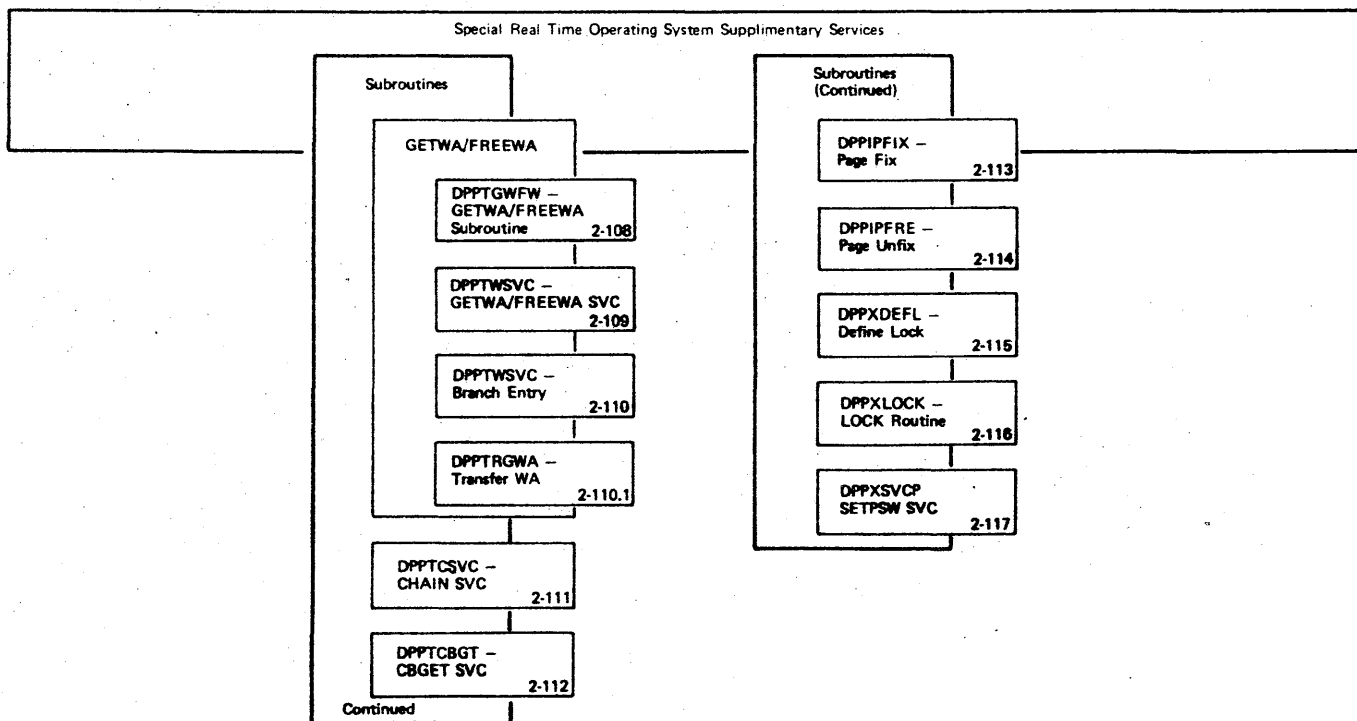 Special Real Time Operating System Supplimentary Services
Subroutines
GETWA/FREEWA
DPPTGWFW –
GETWA/FREEWA
Subroutine
2-108
DPPTWSVC –
GETWA/FREEWA SVC
2-109
DPPTWSVC –
Branch Entry
2-110
DPPTRGWA –
Transfer WA
2-110.1
DPPTCSVC –
CHAIN SVC
2-111
DPPTCBGT –
CBGET SVC
2-112
Continued
Subroutines
(Continued)
DPPIPFIX –
Page Fix
2-113
DPPIPFRE –
Page Unfix
2-114
DPPXDEFL –
Define Lock
2-115
DPPXLOCK –
LOCK Routine
2-116
DPPXSVCP
SETPSW SVC
2-117